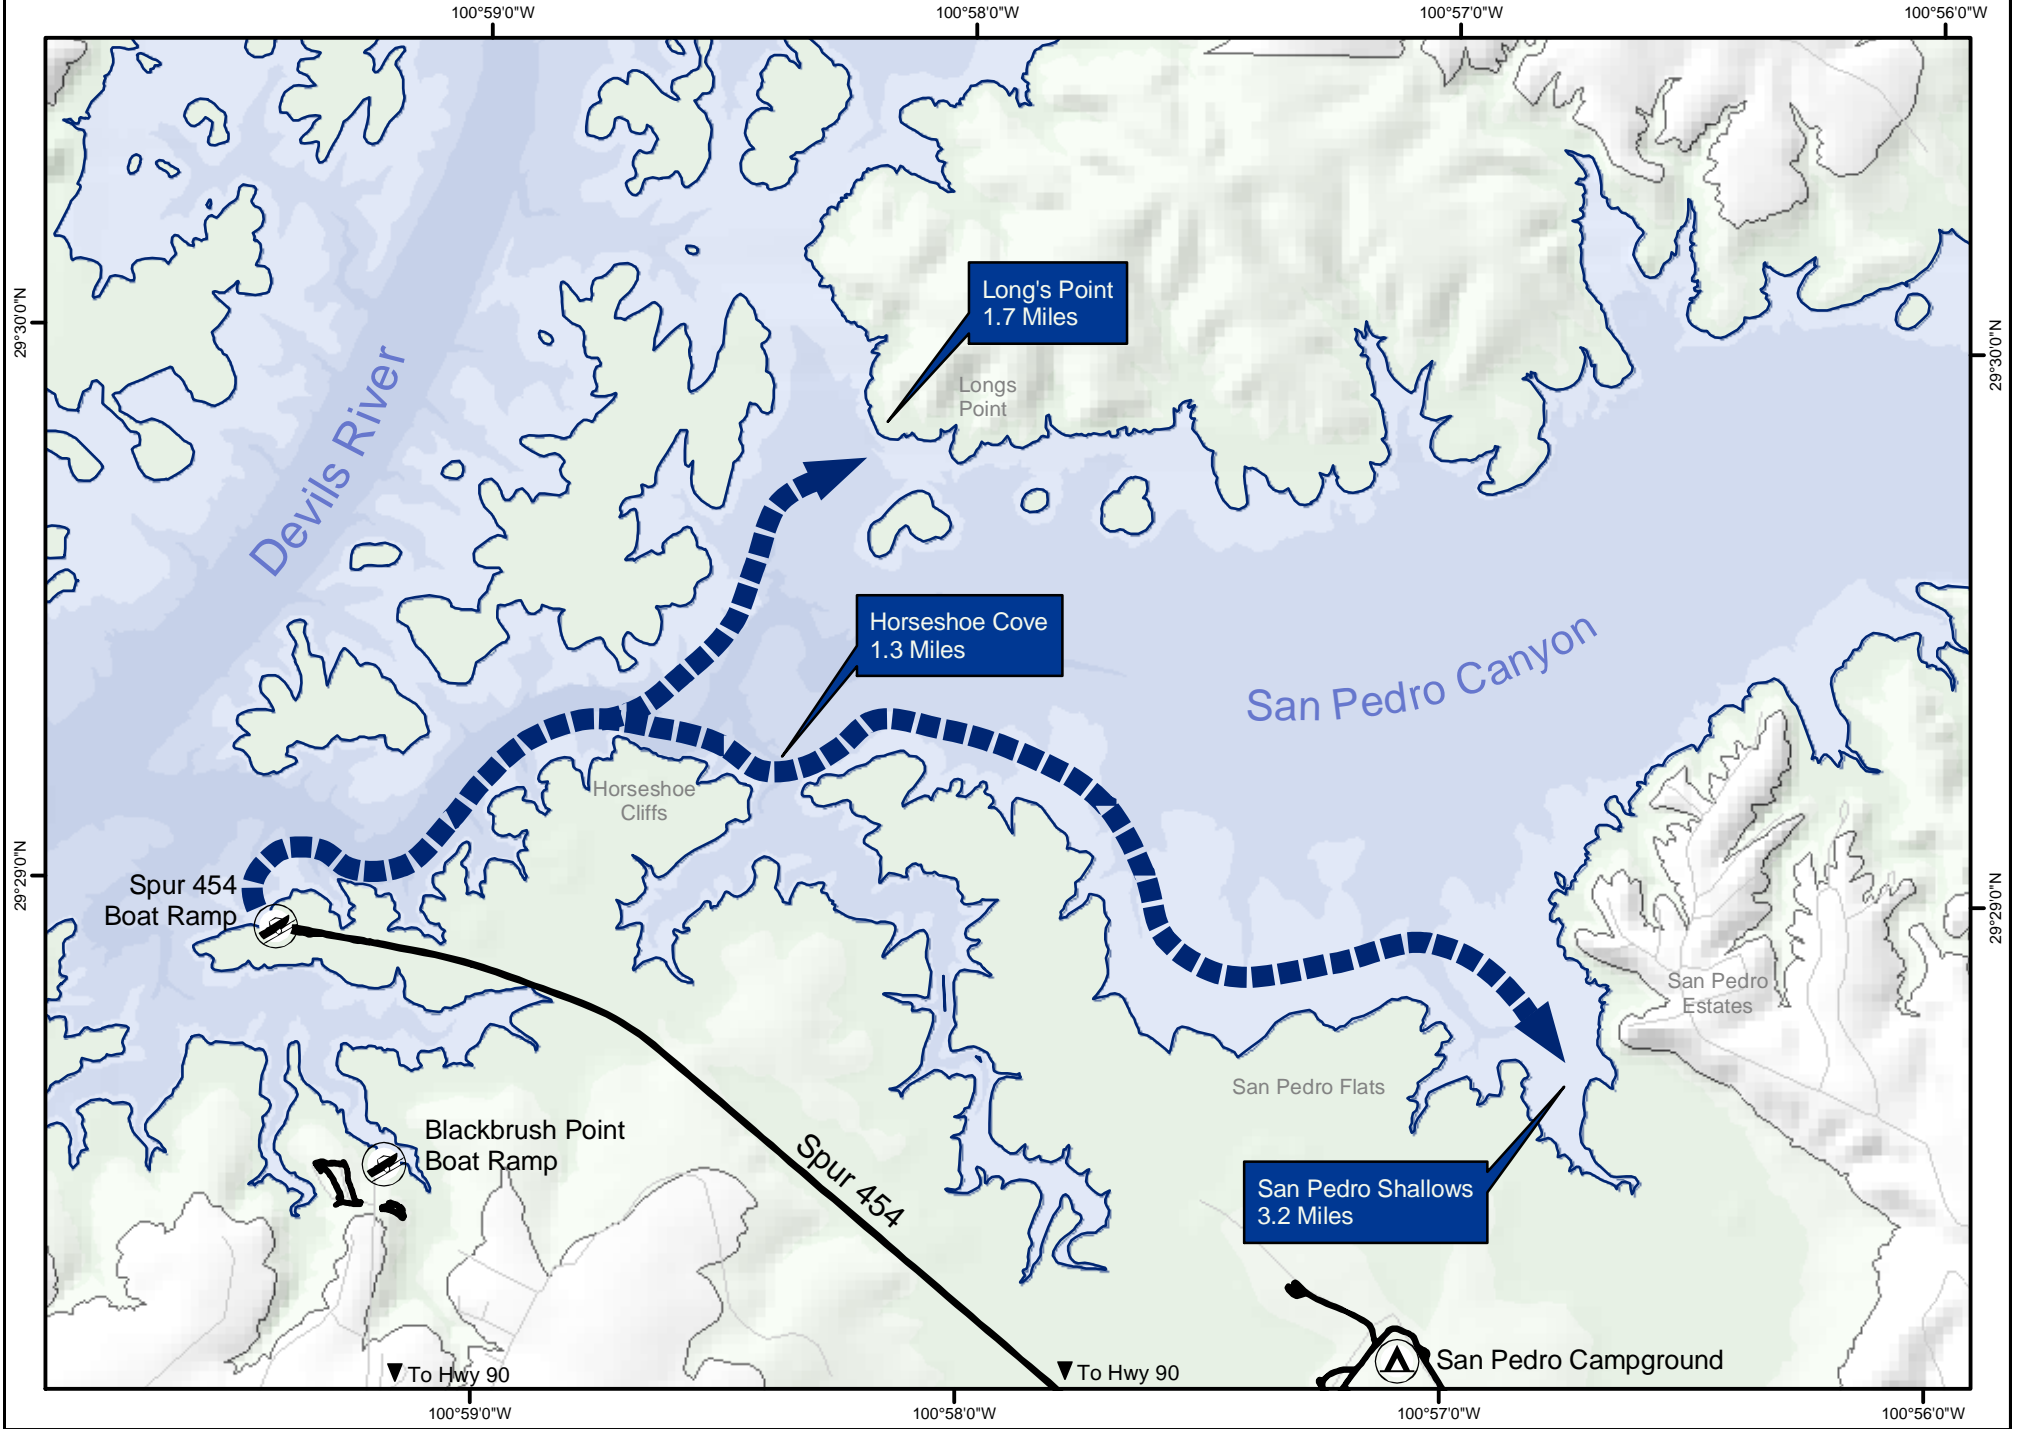 100°59'0"W
100°58'0"W
100°57'0"W
100°56'0"W
29°30'0"N
29°30'0"N
Long's Point
1.7 Miles
Longs
Point
Devils River
Horseshoe Cove
1.3 Miles
San Pedro Canyon
Horseshoe
Cliffs
29°29'0"N
29°29'0"N
Spur 454
Boat Ramp
San Pedro
Estates
San Pedro Flats
Blackbrush Point
Boat Ramp
Spur 454
San Pedro Shallows
3.2 Miles
To Hwy 90
To Hwy 90
San Pedro Campground
100°59'0"W
100°58'0"W
100°57'0"W
100°56'0"W